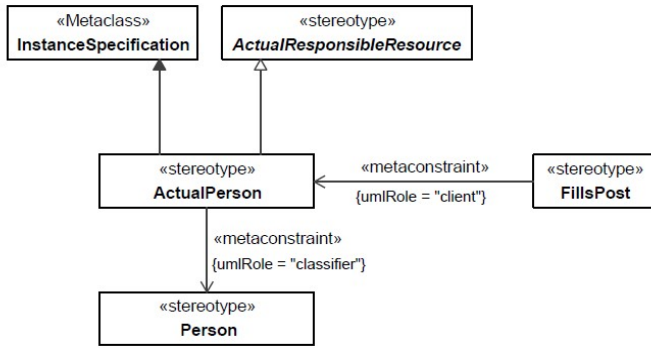 «Metaclass»
InstanceSpecification
«stereotype»
ActualResponsibleResource
«stereotype»
ActualPerson
«metaconstraint»
{umlRole = "client"}
«stereotype»
FillsPost
«metaconstraint»
{umlRole = "classifier"}
«stereotype»
Person